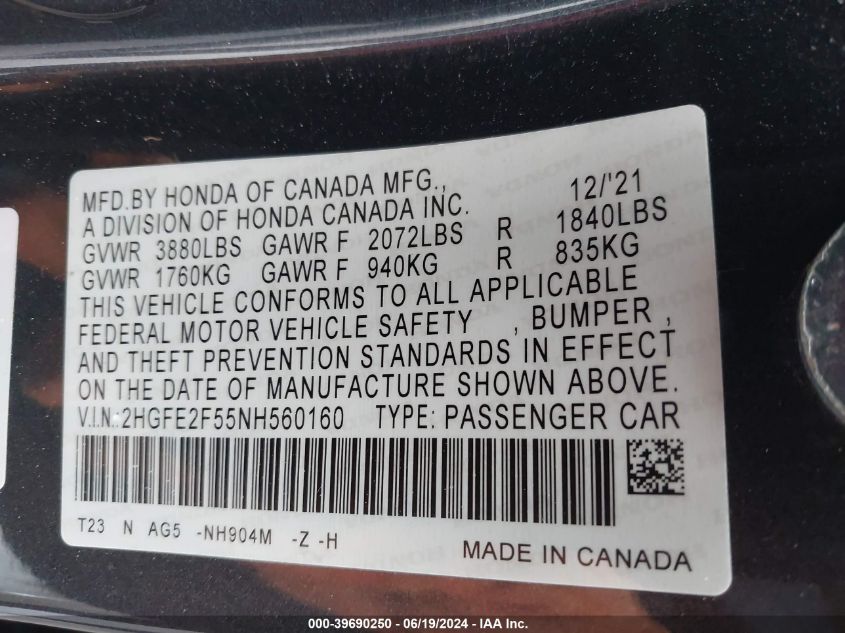 MFD.BY HONDA OF CANADA MFG., 12/'21
A DIVISION OF HONDA CANADA INC.
GVWR 3880LBS GAWR F 2072LBS R 1840LBS
GVWR 1760KG GAWR F 940KG R 835KG
THIS VEHICLE CONFORMS TO ALL APPLICABLE
FEDERAL MOTOR VEHICLE SAFETY , BUMPER ,
AND THEFT PREVENTION STANDARDS IN EFFECT
ON THE DATE OF MANUFACTURE SHOWN ABOVE.
V.I.N.:2HGFE2F55NH560160 TYPE: PASSENGER CAR
T23 N AG5 -NH904M -Z -H
MADE IN CANADA
000-39690250 - 06/19/2024 - IAA Inc.